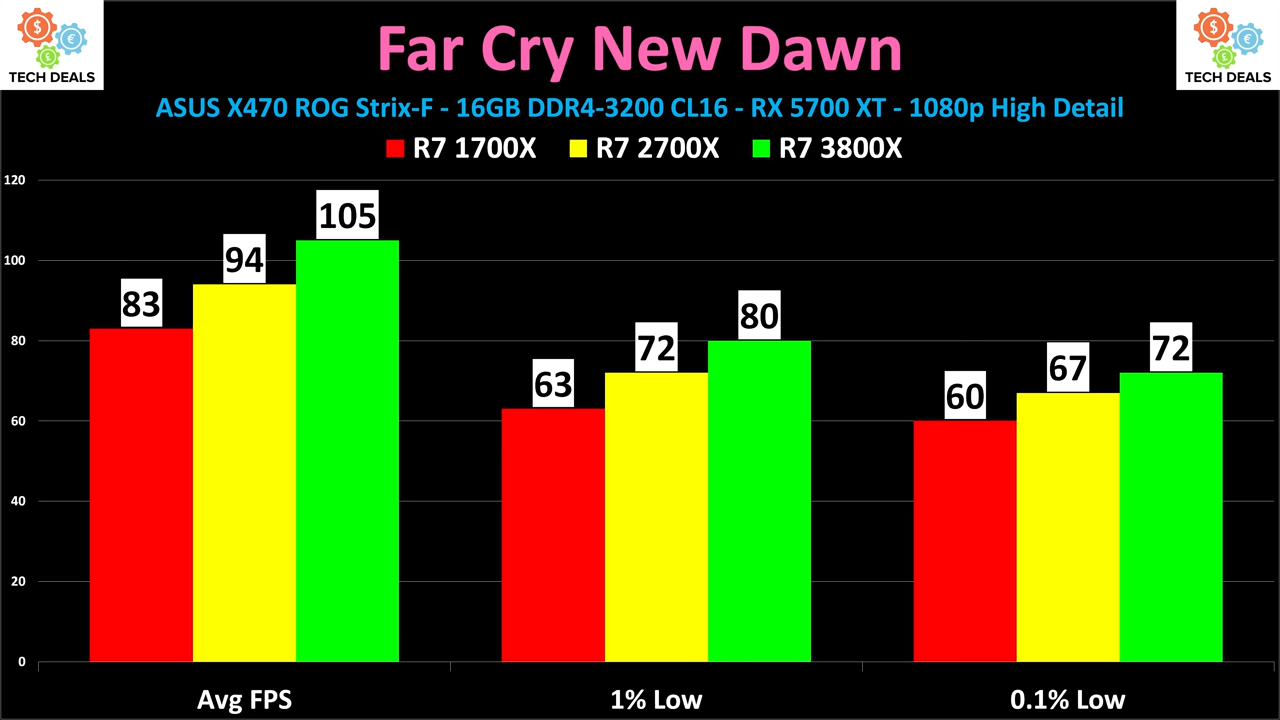 TECH DEALS
TECH DEALS
Far Cry New Dawn
ASUS X470 ROG Strix-F - 16GB DDR4-3200 CL16 - RX 5700 XT - 1080p High Detail
R7 1700X R7 2700X R7 3800X
120
100
80
60
40
20
0
83
94
105
63
72
80
60
67
72
Avg FPS
1% Low
0.1% Low
$
€
£
$
€
£